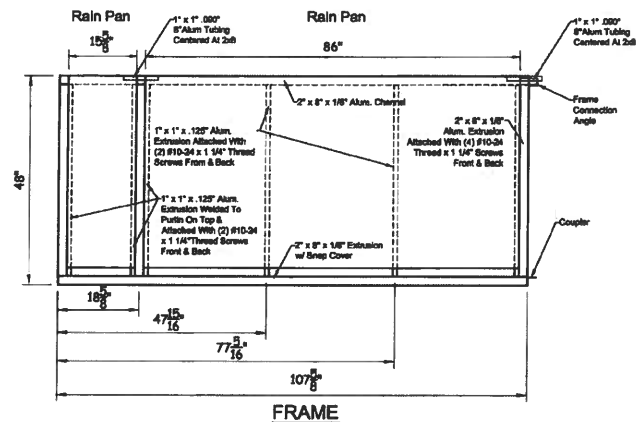 Rain Pan
Rain Pan
1" x 1" .090"
8"Alum Tubing
Centered At 2x8
1" x 1" .090"
8"Alum Tubing
Centered At 2x8
15 5/8"
86"
2" x 8" x 1/8" Alum. Channel
Frame
Connection
Angle
1" x 1" x .125" Alum.
Extrusion Attached With
(2) #10-24 x 1 1/4" Thread
Screws From & Back
2" x 8" x 1/8"
Alum. Extrusion
Attached With (4) #10-24
Thread x 1 1/4" Screws
Front & Back
48"
1" x 1" x .125" Alum.
Extrusion Welded To
Purlin On Top &
Attached With (2) #10-24
x 1 1/4"Thread Screws
Front & Back
Coupler
2" x 8" x 1/8" Extrusion
w/ Snap Cover
18 5/8"
47 15/16"
77 5/16"
107 5/8"
FRAME